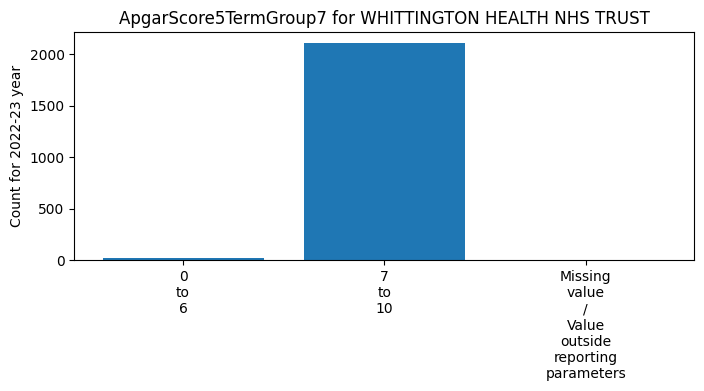 ApgarScore5TermGroup7 for WHITTINGTON HEALTH NHS TRUST
Count for 2022-23 year
2000
1500
1000
500
0
0
to
6
7
to
10
Missing
value
/
Value
outside
reporting
parameters